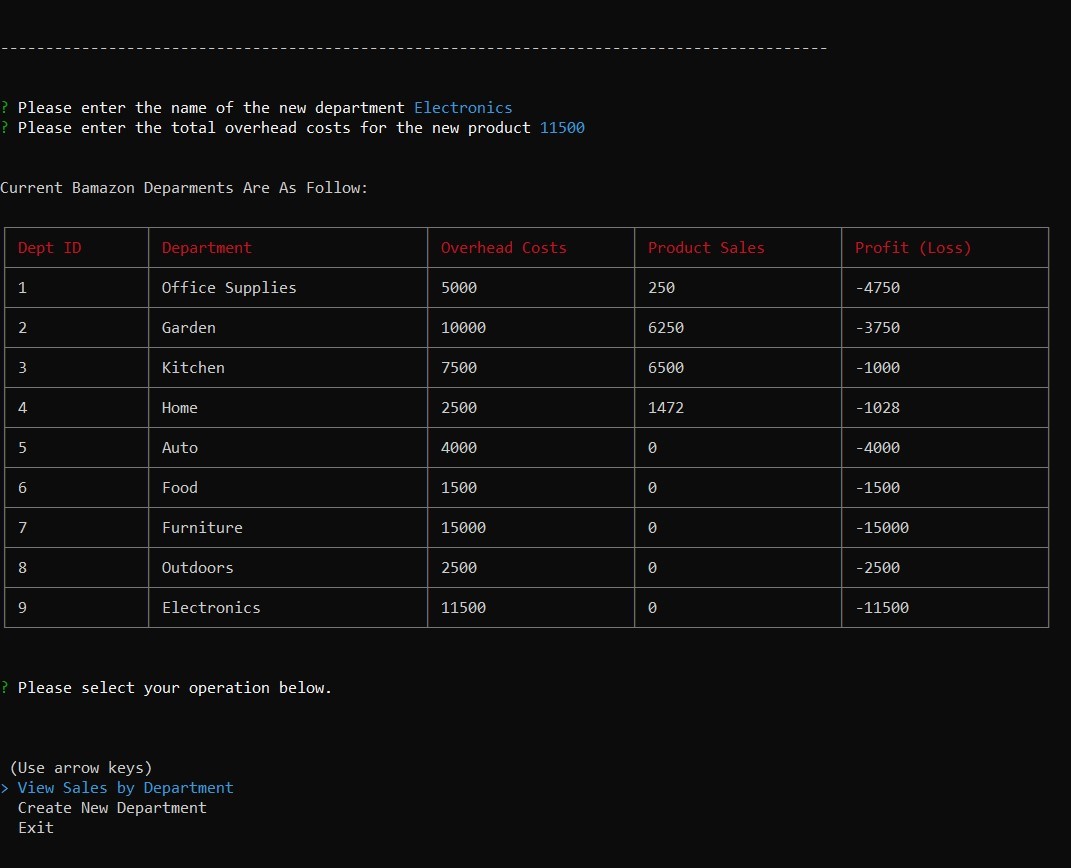 --------------------------------------------------------------------------------------------
? Please enter the name of the new department Electronics
? Please enter the total overhead costs for the new product 11500
Current Bamazon Deparments Are As Follow:
Dept ID Department Overhead Costs Product Sales Profit (Loss)
1 Office Supplies 5000 250 -4750
2 Garden 10000 6250 -3750
3 Kitchen 7500 6500 -1000
4 Home 2500 1472 -1028
5 Auto 4000 0 -4000
6 Food 1500 0 -1500
7 Furniture 15000 0 -15000
8 Outdoors 2500 0 -2500
9 Electronics 11500 0 -11500
? Please select your operation below.
(Use arrow keys)
> View Sales by Department
Create New Department
Exit